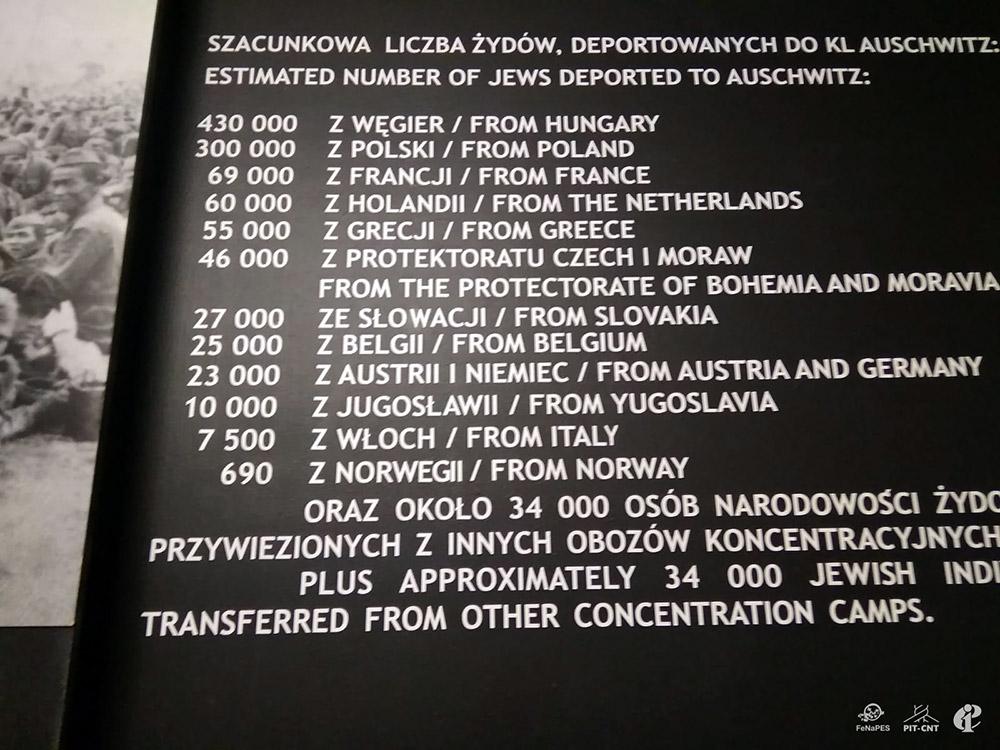 SZACUNKOWA LICZBA ŻYDÓW, DEPORTOWANYCH DO KL AUSCHWITZ:
ESTIMATED NUMBER OF JEWS DEPORTED TO AUSCHWITZ:
430 000 Z WĘGIER / FROM HUNGARY
300 000 Z POLSKI / FROM POLAND
69 000 Z FRANCJI / FROM FRANCE
60 000 Z HOLANDII / FROM THE NETHERLANDS
55 000 Z GRECJI / FROM GREECE
46 000 Z PROTEKTORATU CZECH I MORAW
FROM THE PROTECTORATE OF BOHEMIA AND MORAVIA
27 000 ZE SŁOWACJI / FROM SLOVAKIA
25 000 Z BELGII / FROM BELGIUM
23 000 Z AUSTRII I NIEMIEC / FROM AUSTRIA AND GERMANY
10 000 Z JUGOSŁAWII / FROM YUGOSLAVIA
7 500 Z WŁOCH / FROM ITALY
690 Z NORWEGII / FROM NORWAY
ORAZ OKOŁO 34 000 OSÓB NARODOWOŚCI ŻYDO
PRZYWIEZIONYCH Z INNYCH OBOZÓW KONCENTRACYJNYCH
PLUS APPROXIMATELY 34 000 JEWISH INDI
TRANSFERRED FROM OTHER CONCENTRATION CAMPS.
FeNaPES PIT-CNT